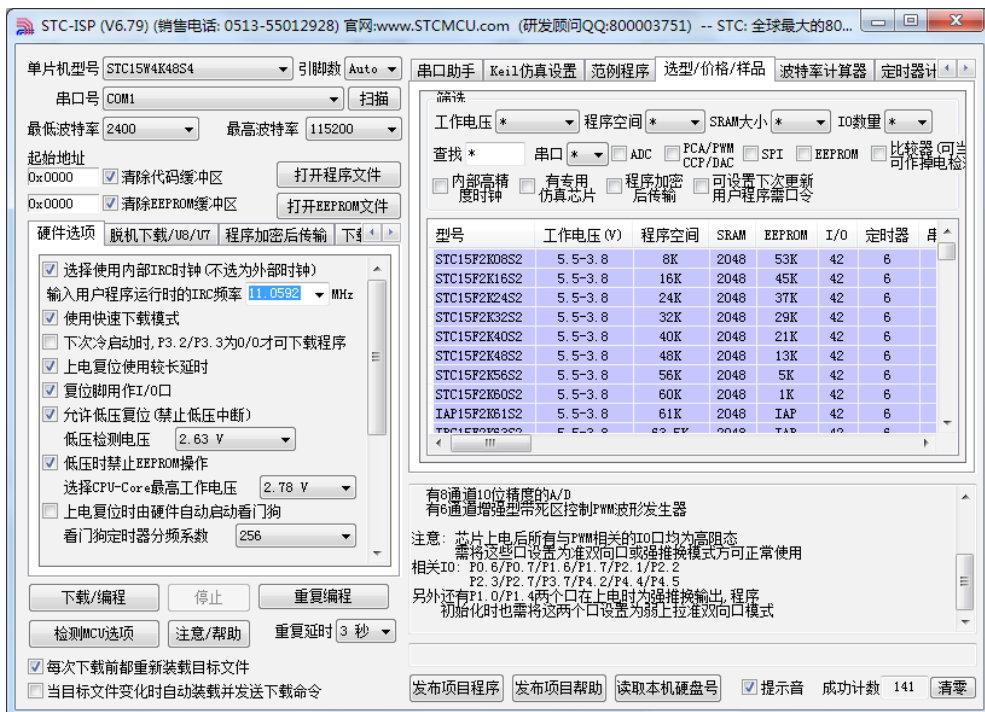 STC-ISP (V6.79) (销售电话: 0513-55012928) 官网:www.STCMCU.com (研发顾问QQ:800003751) -- STC: 全球最大的80...
单片机型号 STC15W4K48S4 引脚数 Auto
串口号 COM1 扫描
最低波特率 2400 最高波特率 115200
起始地址
0x0000 清除代码缓冲区 打开程序文件
0x0000 清除EEPROM缓冲区 打开EEPROM文件
硬件选项 脱机下载/U8/U7 程序加密后传输
选择使用内部IRC时钟(不选为外部时钟)
输入用户程序运行时的IRC频率 11.0592 MHz
使用快速下载模式
下次冷启动时,P3.2/P3.3为0/0才可下载程序
上电复位使用较长延时
复位脚用作I/O口
允许低压复位(禁止低压中断)
低压检测电压 2.63 V
低压时禁止EEPROM操作
选择CPU-Core最高工作电压 2.78 V
上电复位时由硬件自动启动看门狗
看门狗定时器分频系数 256
下载/编程 停止 重复编程
检测MCU选项 注意/帮助 重复延时 3 秒
每次下载前都重新装载目标文件
当目标文件变化时自动装载并发送下载命令
串口助手 Keil仿真设置 范例程序 选型/价格/样品 波特率计算器 定时器计
筛选
工作电压 * 程序空间 * SRAM大小 * IO数量 *
查找 * 串口 * ADC PCA/PWM CCP/DAC SPI EEPROM 比较器(可当可作掉电检
内部高精度时钟 有专用仿真芯片 程序加密后传输 可设置下次更新用户程序需口令
型号 工作电压(V) 程序空间 SRAM EEPROM I/O 定时器
STC15F2K08S2 5.5-3.8 8K 2048 53K 42 6
STC15F2K16S2 5.5-3.8 16K 2048 45K 42 6
STC15F2K24S2 5.5-3.8 24K 2048 37K 42 6
STC15F2K32S2 5.5-3.8 32K 2048 29K 42 6
STC15F2K40S2 5.5-3.8 40K 2048 21K 42 6
STC15F2K48S2 5.5-3.8 48K 2048 13K 42 6
STC15F2K56S2 5.5-3.8 56K 2048 5K 42 6
STC15F2K60S2 5.5-3.8 60K 2048 1K 42 6
IAP15F2K61S2 5.5-3.8 61K 2048 IAP 42 6
有8通道10位精度的A/D
有6通道增强型带死区控制PWM波形发生器
注意: 芯片上电后所有与PWM相关的IO口均为高阻态
需将这些口设置为准双向口或强推换模式方可正常使用
相关IO: P0.6/P0.7/P1.6/P1.7/P2.1/P2.2
P2.3/P2.7/P3.7/P4.2/P4.4/P4.5
另外还有P1.0/P1.4两个口在上电时为强推换输出,程序
初始化时也需将这两个口设置为弱上拉准双向口模式
发布项目程序 发布项目帮助 读取本机硬盘号 提示音 成功计数 141 清零